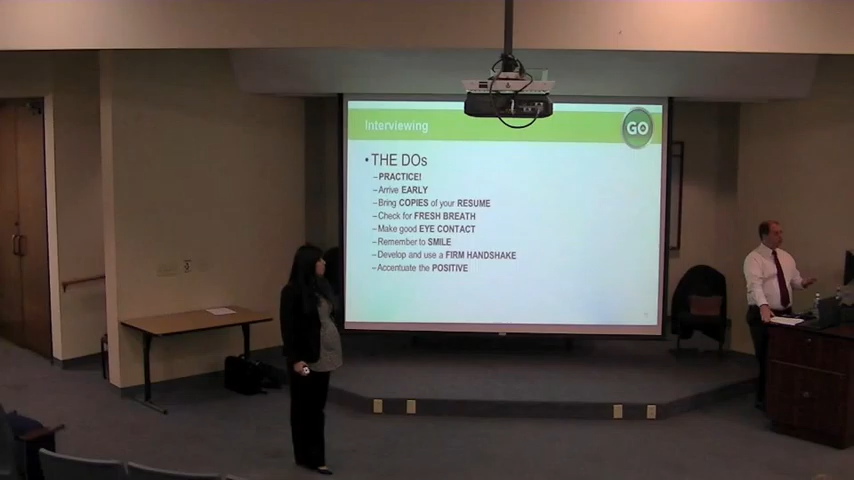 Interviewing
GO
• THE DOs
– PRACTICE!
– Arrive EARLY
– Bring COPIES of your RESUME
– Check for FRESH BREATH
– Make good EYE CONTACT
– Remember to SMILE
– Develop and use a FIRM HANDSHAKE
– Accentuate the POSITIVE